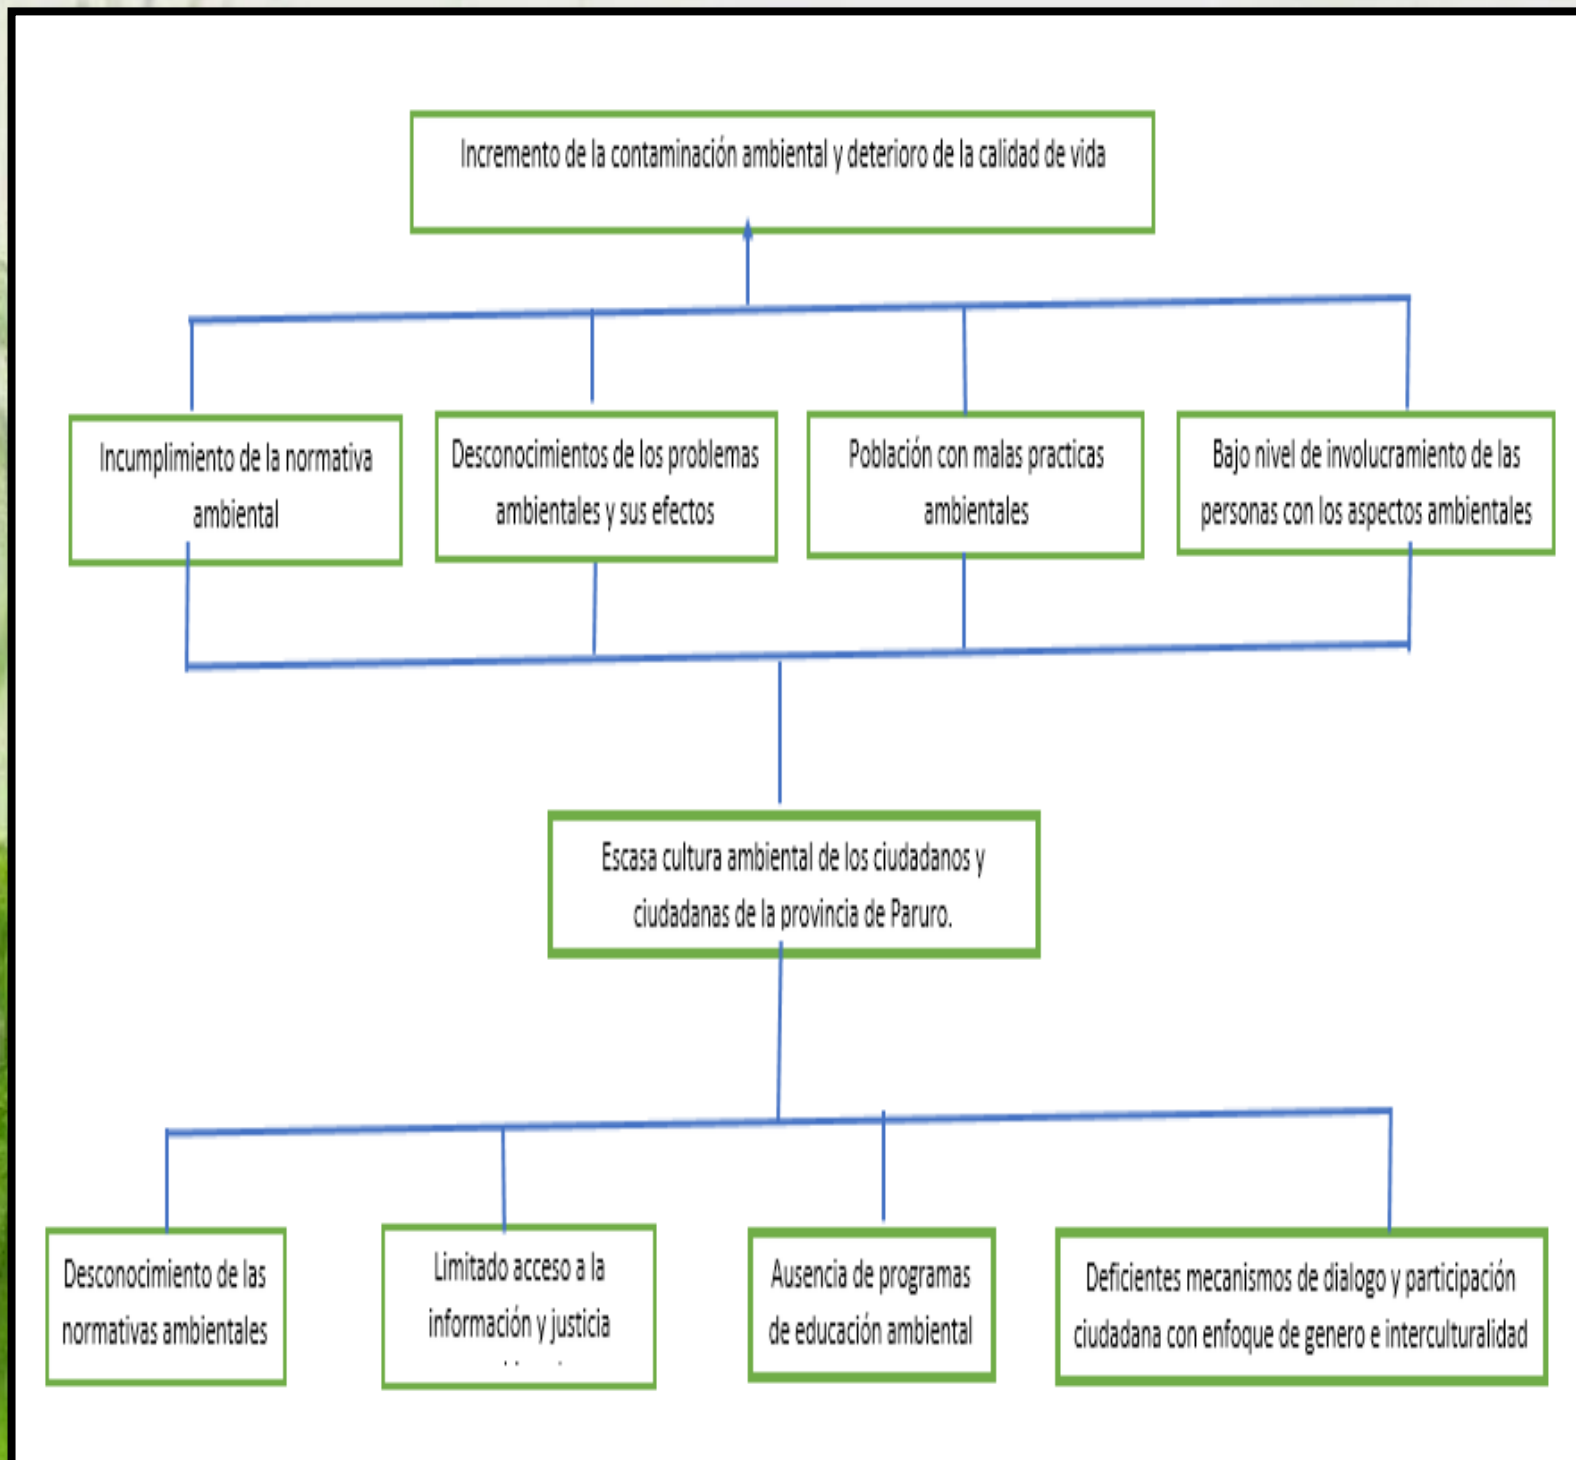 Incremento de la contaminación ambiental y deterioro de la calidad de vida
Incumplimiento de la normativa
ambiental
Desconocimientos de los problemas
ambientales y sus efectos
Población con malas practicas
ambientales
Bajo nivel de involucramiento de las
personas con los aspectos ambientales
Escasa cultura ambiental de los ciudadanos y
ciudadanas de la provincia de Paruro.
Desconocimiento de las
normativas ambientales
Limitado acceso a la
información y justicia
Ausencia de programas
de educación ambiental
Deficientes mecanismos de dialogo y participación
ciudadana con enfoque de genero e interculturalidad